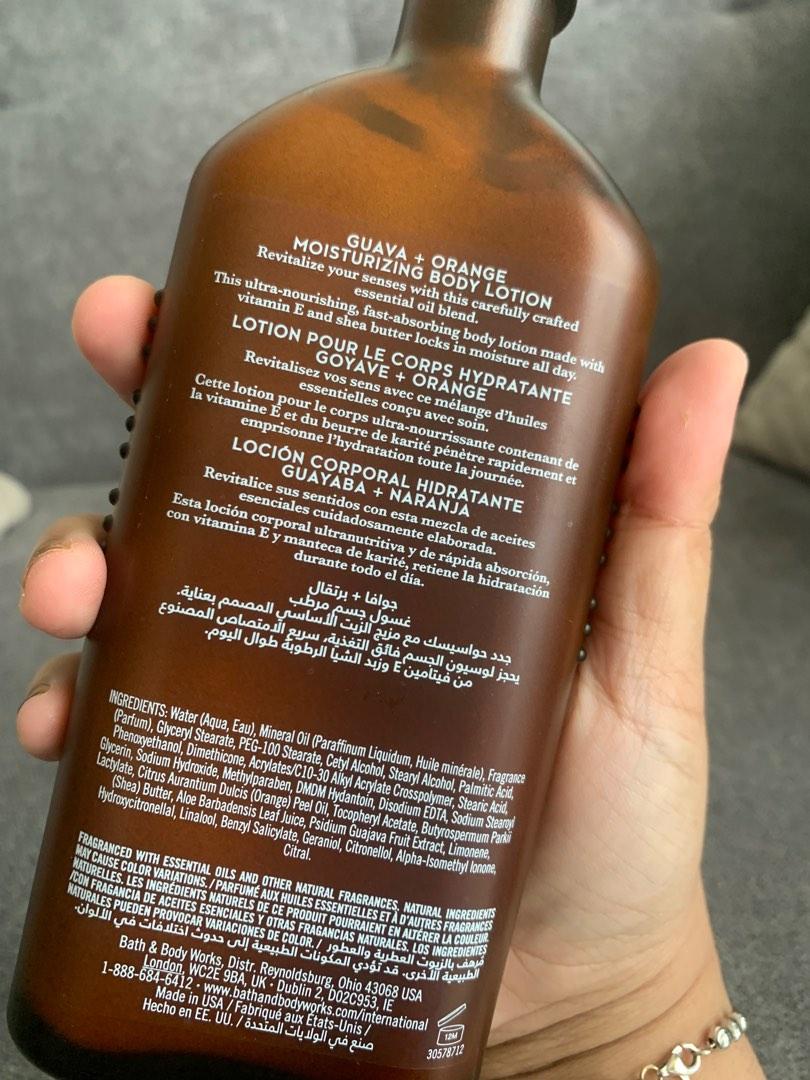 GUAVA + ORANGE
MOISTURIZING BODY LOTION
Revitalize your senses with this carefully crafted
essential oil blend.
This ultra-nourishing, fast-absorbing body lotion made with
vitamin E and shea butter locks in moisture all day.
LOTION POUR LE CORPS HYDRATANTE
GOYAVE + ORANGE
Revitalisez vos sens avec ce mélange d'huiles
essentielles conçu avec soin.
Cette lotion pour le corps ultra-nourrissante contenant de
la vitamine E et du beurre de karité pénètre rapidement et
emprisonne l'hydratation toute la journée.
LOCIÓN CORPORAL HIDRATANTE
GUAYABA + NARANJA
Revitalice sus sentidos con esta mezcla de aceites
esenciales cuidadosamente elaborada.
Esta loción corporal ultranutritiva y de rápida absorción,
con vitamina E y manteca de karité, retiene la hidratación
durante todo el día.
جوافا + برتقال
غسول جسم مرطب
جدد حواسيسك مع مزيج الزيت الأساسي المصمم بعناية.
يحجز لوسيون الجسم فائق التغذية، سريع الامتصاص المصنوع
من فيتامين E وزبد الشيا الرطوبة طوال اليوم.
INGREDIENTS: Water (Aqua, Eau), Mineral Oil (Paraffinum Liquidum, Huile minérale), Fragrance
(Parfum), Glyceryl Stearate, PEG-100 Stearate, Cetyl Alcohol, Stearyl Alcohol, Palmitic Acid,
Phenoxyethanol, Dimethicone, Acrylates/C10-30 Alkyl Acrylate Crosspolymer, Stearic Acid,
Glycerin, Sodium Hydroxide, Methylparaben, DMDM Hydantoin, Disodium EDTA, Sodium Stearoyl
Lactylate, Citrus Aurantium Dulcis (Orange) Peel Oil, Tocopheryl Acetate, Butyrospermum Parkii
(Shea) Butter, Aloe Barbadensis Leaf Juice, Psidium Guajava Fruit Extract, Limonene,
Hydroxycitronellal, Linalool, Benzyl Salicylate, Geraniol, Citronellol, Alpha-Isomethyl Ionone,
Citral.
FRAGRANCED WITH ESSENTIAL OILS AND OTHER NATURAL FRAGRANCES. NATURAL INGREDIENTS
MAY CAUSE COLOR VARIATIONS. / PARFUMÉ AUX HUILES ESSENTIELLES ET À D'AUTRES FRAGRANCES
NATURELLES. LES INGRÉDIENTS NATURELS DE CE PRODUIT POURRAIENT EN ALTÉRER LA COULEUR.
/CON FRAGANCIA DE ACEITES ESENCIALES Y OTRAS FRAGANCIAS NATURALES. LOS INGREDIENTES
NATURALES PUEDEN PROVOCAR VARIACIONES DE COLOR. / مرهف بالزيوت العطرية والعطور
الطبيعية الأخرى. قد تؤدي المكونات الطبيعية إلى حدوث اختلافات في الألوان.
Bath & Body Works, Distr. Reynoldsburg, Ohio 43068 USA
London, WC2E 9BA, UK · Dublin 2, D02C953, IE
1-888-684-6412 · www.bathandbodyworks.com/international
Made in USA / Fabriqué aux États-Unis /
Hecho en EE. UU. / صنع في الولايات المتحدة
12M
30578712